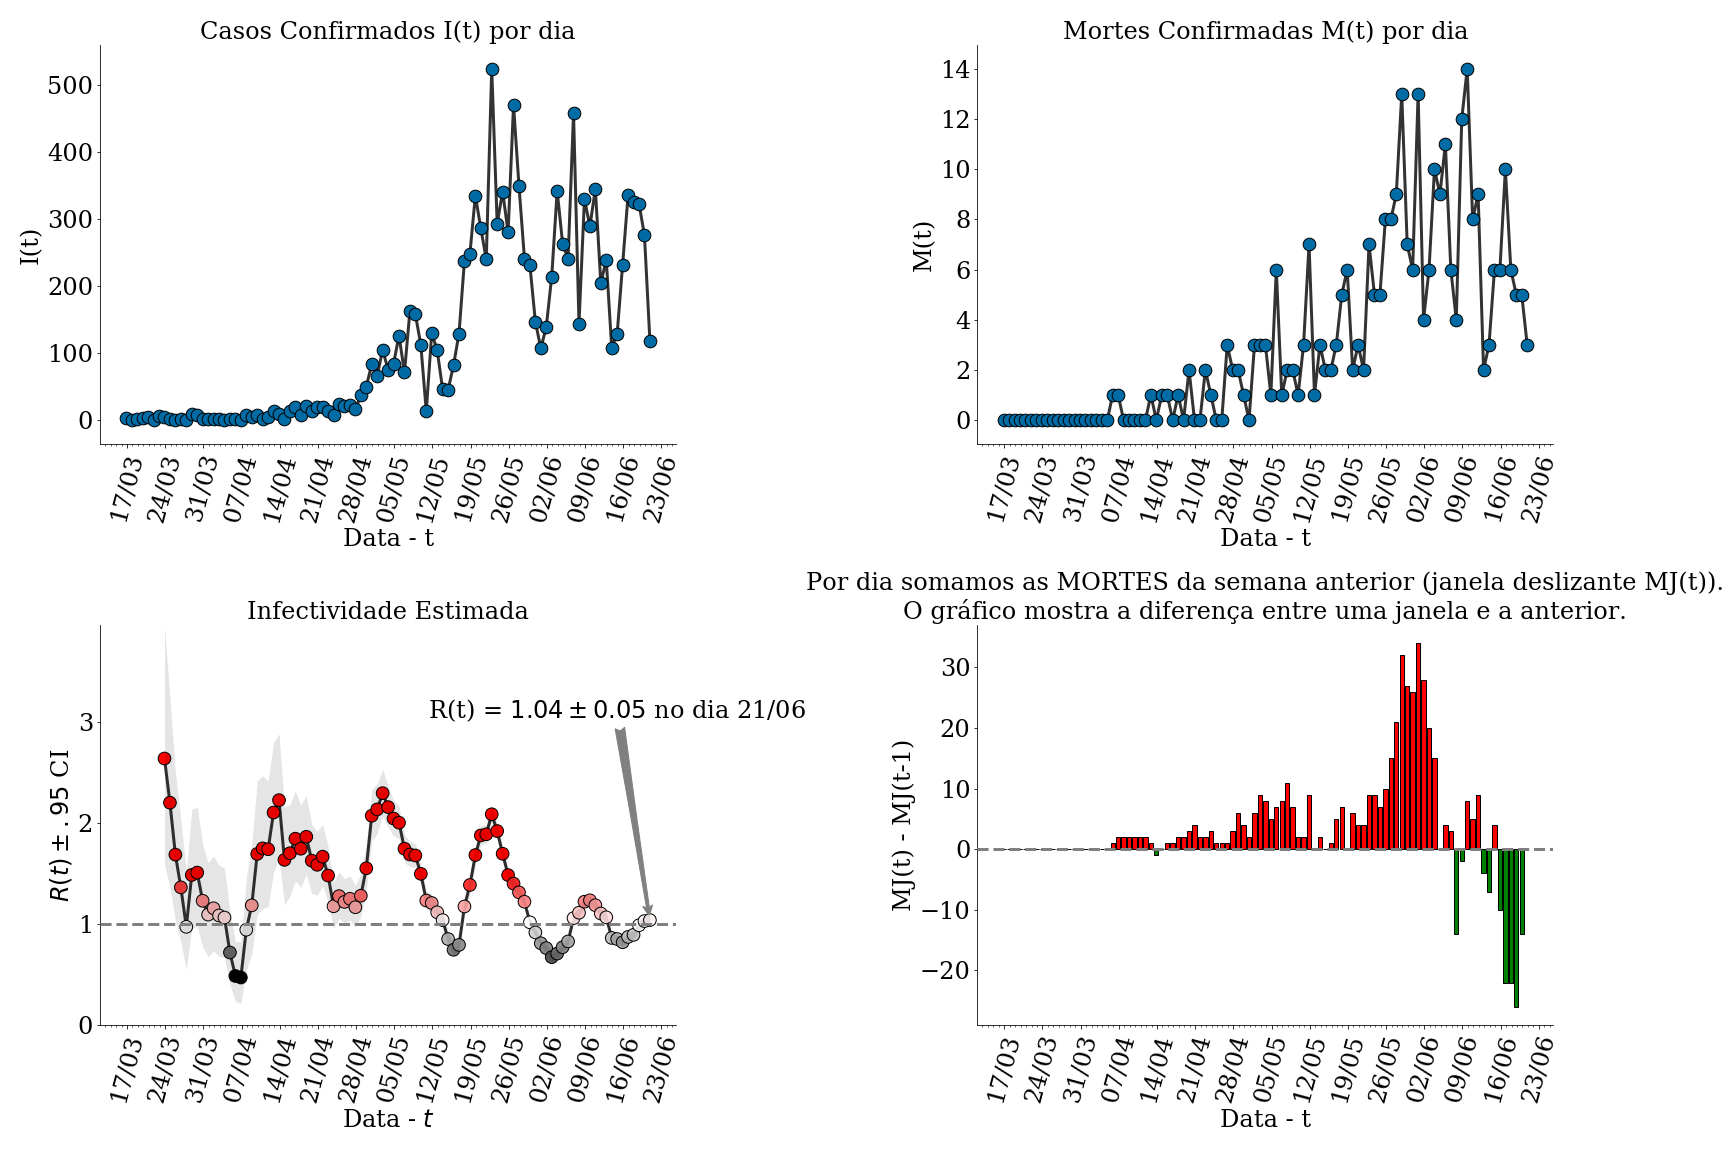 Casos Confirmados I(t) por dia
I(t)
500
400
300
200
100
0
17/03 24/03 31/03 07/04 14/04 21/04 28/04 05/05 12/05 19/05 26/05 02/06 09/06 16/06 23/06
Data - t
Mortes Confirmadas M(t) por dia
M(t)
14
12
10
8
6
4
2
0
17/03 24/03 31/03 07/04 14/04 21/04 28/04 05/05 12/05 19/05 26/05 02/06 09/06 16/06 23/06
Data - t
Infectividade Estimada
R(t) ± .95 CI
3
2
1
0
R(t) = 1.04 ± 0.05 no dia 21/06
17/03 24/03 31/03 07/04 14/04 21/04 28/04 05/05 12/05 19/05 26/05 02/06 09/06 16/06 23/06
Data - t
Por dia somamos as MORTES da semana anterior (janela deslizante MJ(t)).
O gráfico mostra a diferença entre uma janela e a anterior.
MJ(t) - MJ(t-1)
30
20
10
0
−10
−20
17/03 24/03 31/03 07/04 14/04 21/04 28/04 05/05 12/05 19/05 26/05 02/06 09/06 16/06 23/06
Data - t